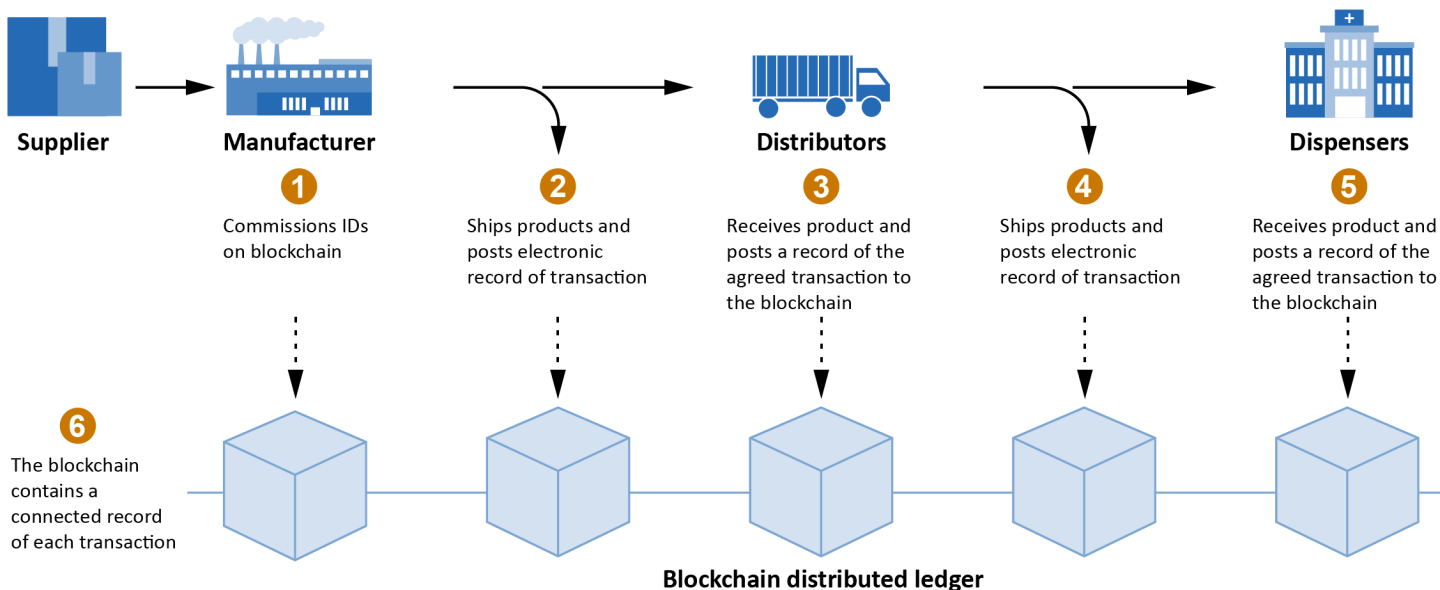 Supplier
Manufacturer
Distributors
Dispensers
1
Commissions IDs
on blockchain
2
Ships products and
posts electronic
record of transaction
3
Receives product and
posts a record of the
agreed transaction to
the blockchain
4
Ships products and
posts electronic
record of transaction
5
Receives product and
posts a record of the
agreed transaction to
the blockchain
6
The blockchain
contains a
connected record
of each transaction
Blockchain distributed ledger